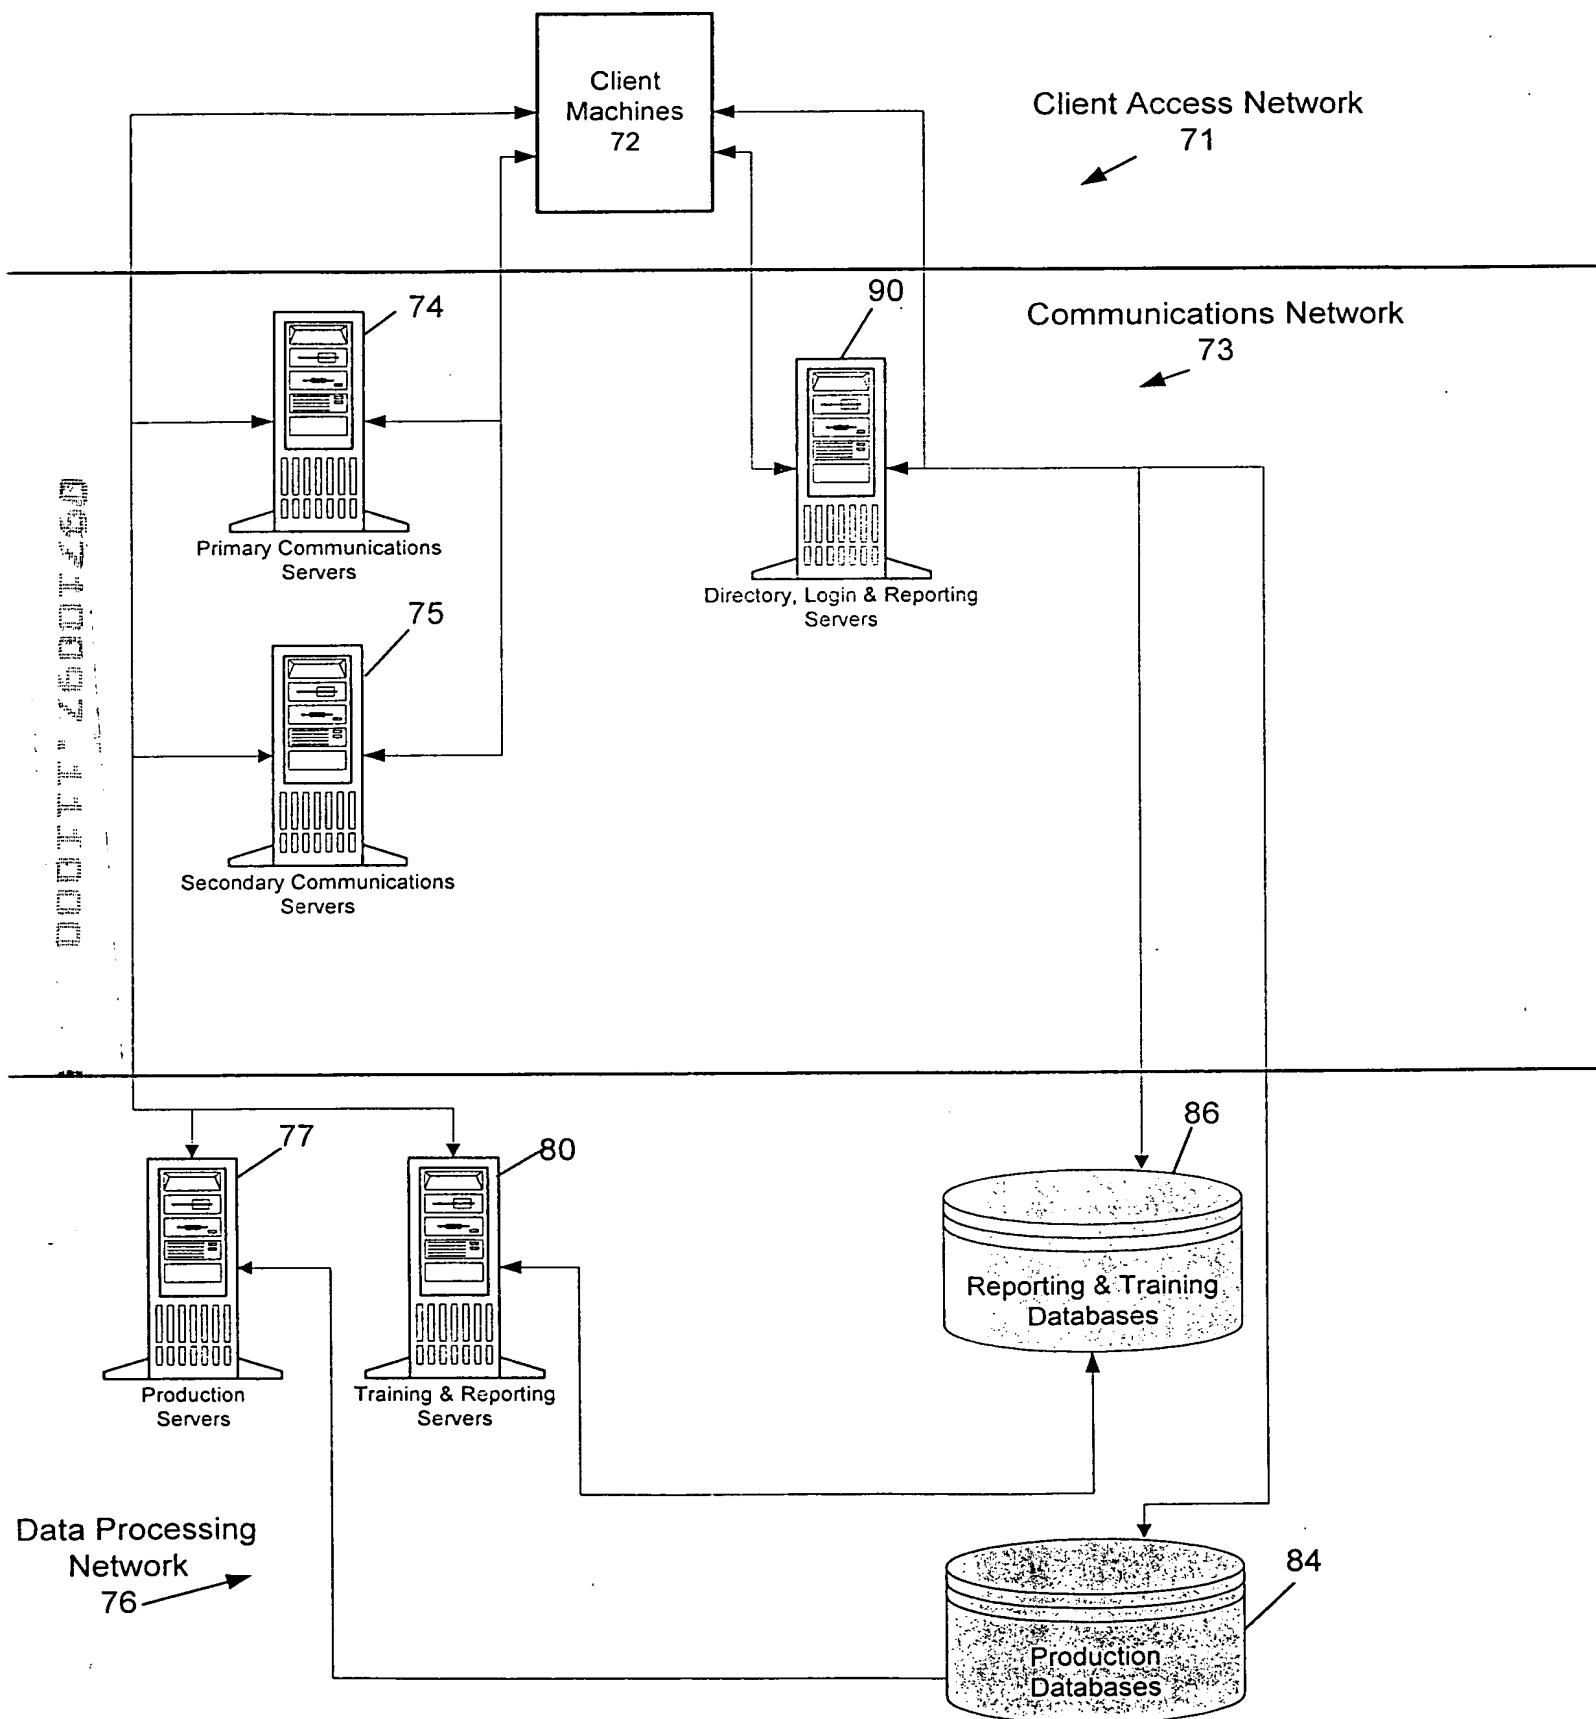 Client
Machines
72
Client Access Network
71
74
90
Communications Network
73
Primary Communications
Servers
75
Directory, Login & Reporting
Servers
Secondary Communications
Servers
77
80
86
Reporting & Training
Databases
Production
Servers
Training & Reporting
Servers
Data Processing
Network
76
84
Production
Databases